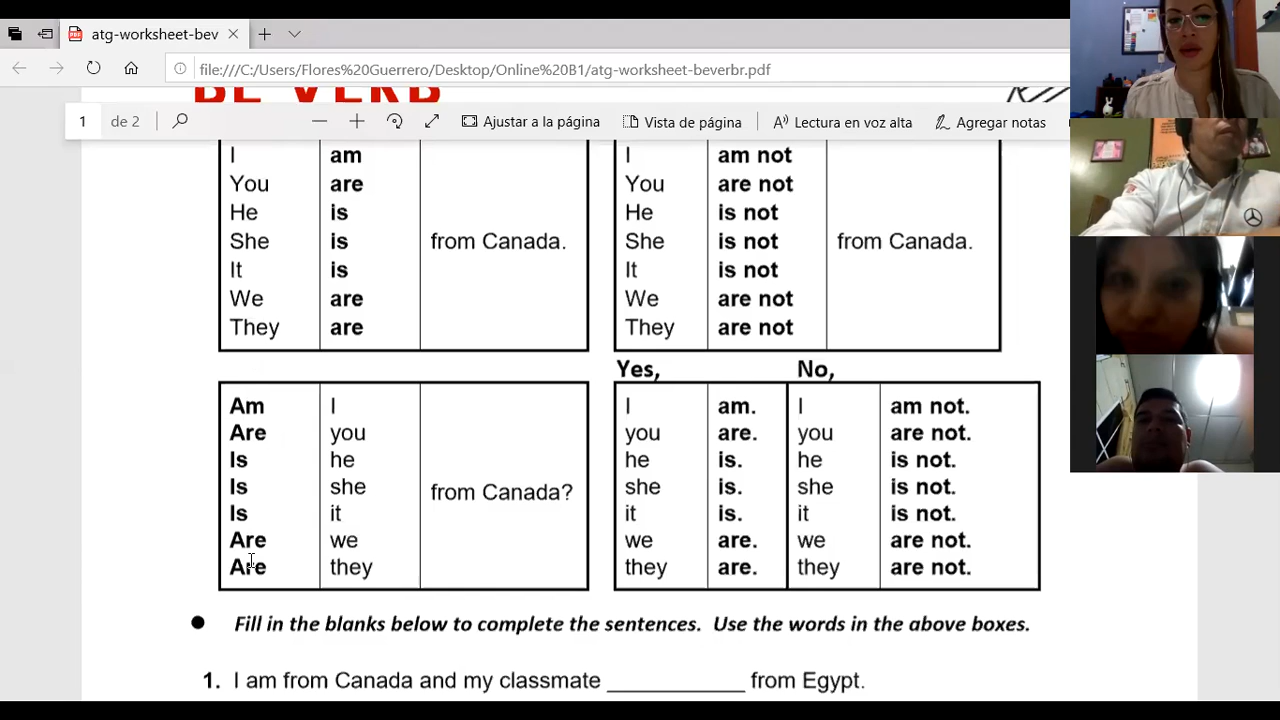 atg-worksheet-bev
file:///C:/Users/Flores%20Guerrero/Desktop/Online%20B1/atg-worksheet-beverbr.pdf
BE VERB
1 de 2 Ajustar a la página Vista de página Lectura en voz alta Agregar notas
I am I am not
You are You are not
He is He is not
She is from Canada. She is not from Canada.
It is It is not
We are We are not
They are They are not
Yes, No,
Am I I am. I am not.
Are you you are. you are not.
Is he he is. he is not.
Is she from Canada? she is. she is not.
Is it it is. it is not.
Are we we are. we are not.
Are they they are. they are not.
● Fill in the blanks below to complete the sentences. Use the words in the above boxes.
1. I am from Canada and my classmate ___________ from Egypt.